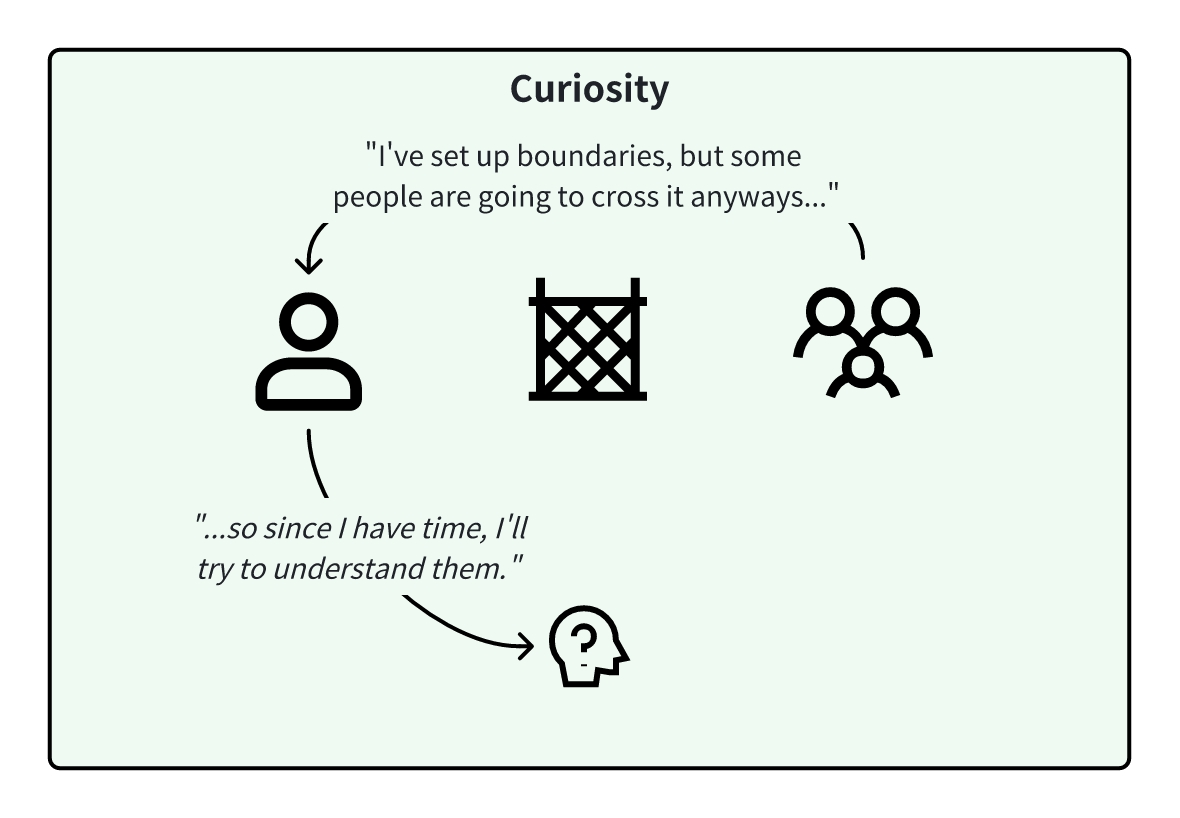 Curiosity
"I've set up boundaries, but some
people are going to cross it anyways..."
"...so since I have time, I'll
try to understand them."
?